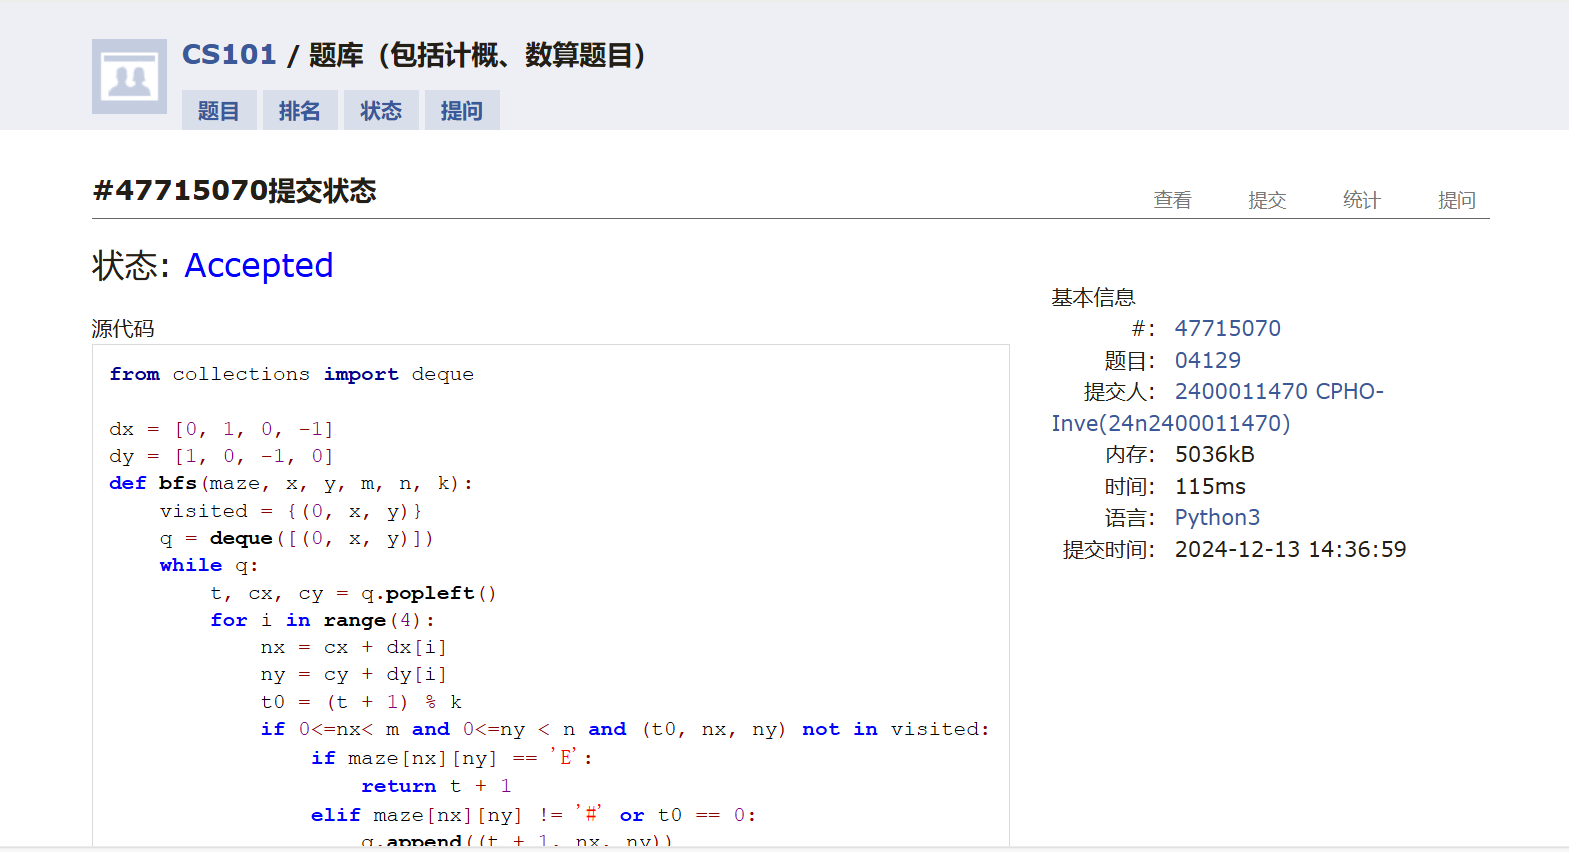 CS101 / 题库（包括计概、数算题目）
题目 排名 状态 提问
#47715070提交状态
查看 提交 统计 提问
状态: Accepted
源代码
from collections import deque
dx = [0, 1, 0, -1]
dy = [1, 0, -1, 0]
def bfs(maze, x, y, m, n, k):
    visited = {(0, x, y)}
    q = deque([(0, x, y)])
    while q:
        t, cx, cy = q.popleft()
        for i in range(4):
            nx = cx + dx[i]
            ny = cy + dy[i]
            t0 = (t + 1) % k
            if 0<=nx< m and 0<=ny < n and (t0, nx, ny) not in visited:
                if maze[nx][ny] == 'E':
                    return t + 1
                elif maze[nx][ny] != '#' or t0 == 0:
                    q.append((t + 1, nx, ny))
基本信息
#: 47715070
题目: 04129
提交人: 2400011470 CPHO-
Inve(24n2400011470)
内存: 5036kB
时间: 115ms
语言: Python3
提交时间: 2024-12-13 14:36:59